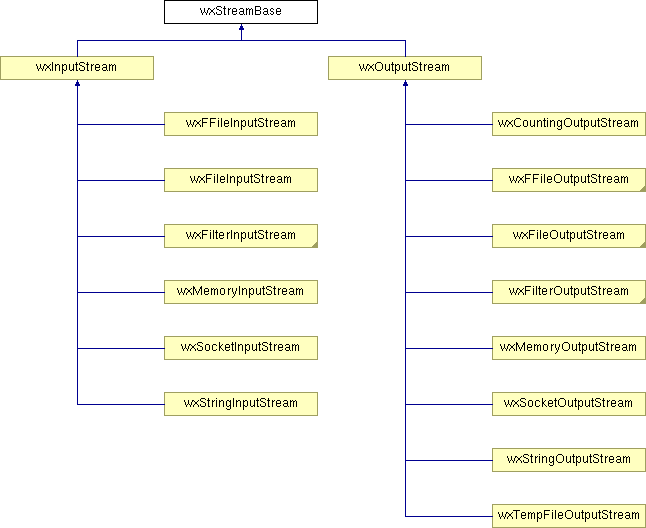 wxStreamBase
wxInputStream
wxOutputStream
wxFFileInputStream
wxCountingOutputStream
wxFileInputStream
wxFFileOutputStream
wxFilterInputStream
wxFileOutputStream
wxMemoryInputStream
wxFilterOutputStream
wxSocketInputStream
wxMemoryOutputStream
wxStringInputStream
wxSocketOutputStream
wxStringOutputStream
wxTempFileOutputStream